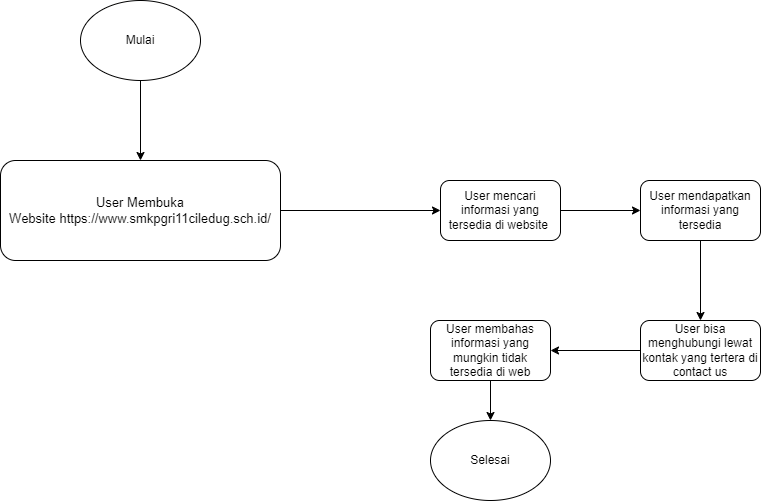 Mulai
User Membuka
Website https://www.smkpgri11ciledug.sch.id/
User mencari
informasi yang
tersedia di website
User mendapatkan
informasi yang
tersedia
User bisa
menghubungi lewat
kontak yang tertera di
contact us
User membahas
informasi yang
mungkin tidak
tersedia di web
Selesai